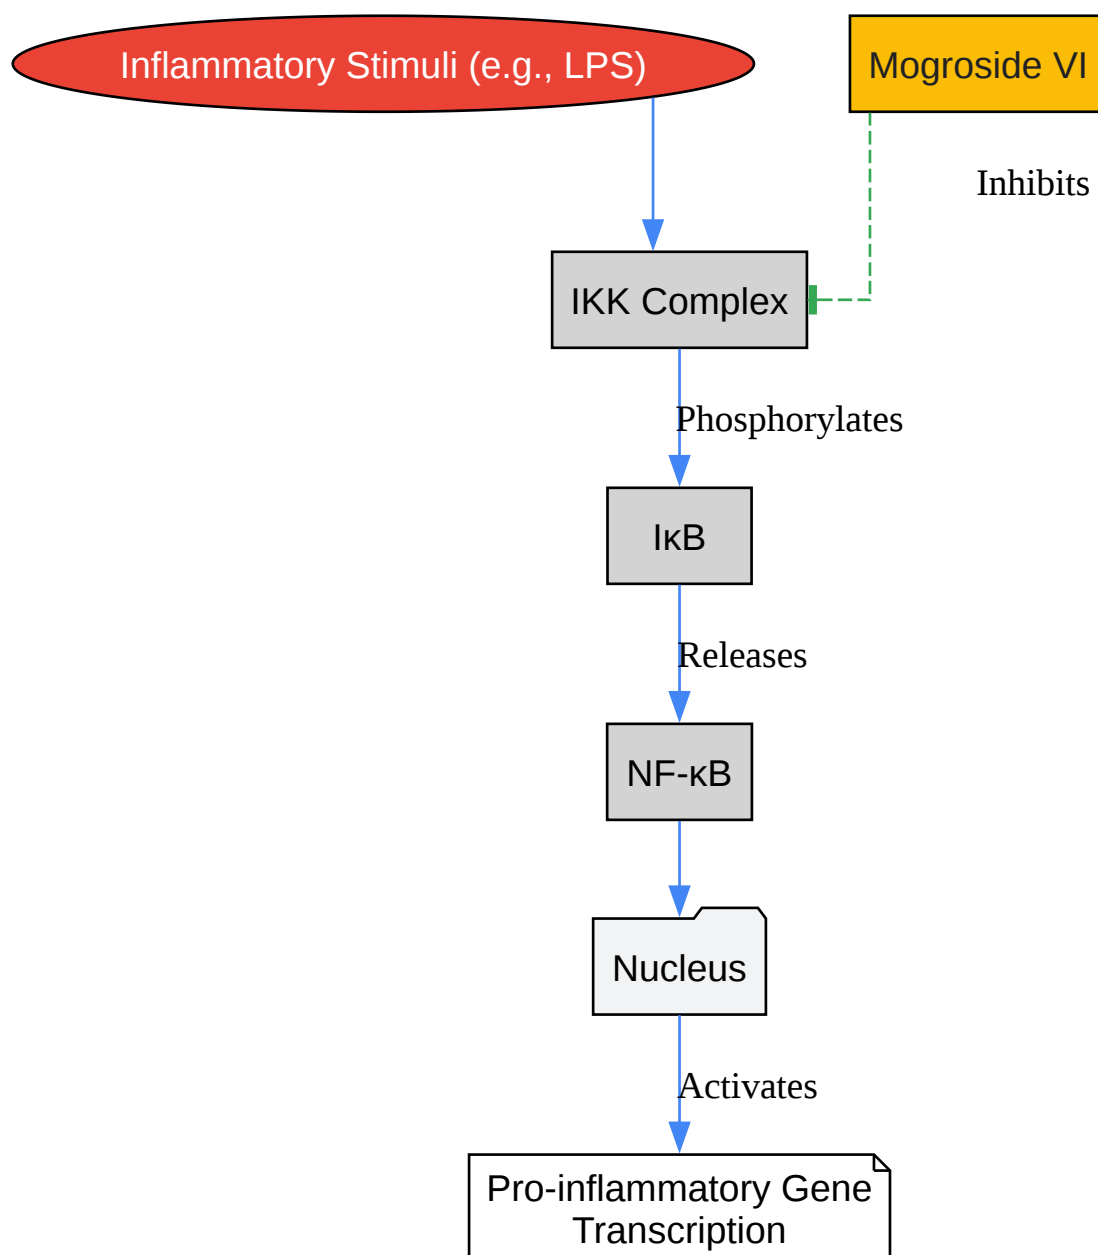 Inflammatory Stimuli (e.g., LPS)
Mogroside VI
Inhibits
IKK Complex
Phosphorylates
IκB
Releases
NF-κB
Nucleus
Activates
Pro-inflammatory Gene
Transcription